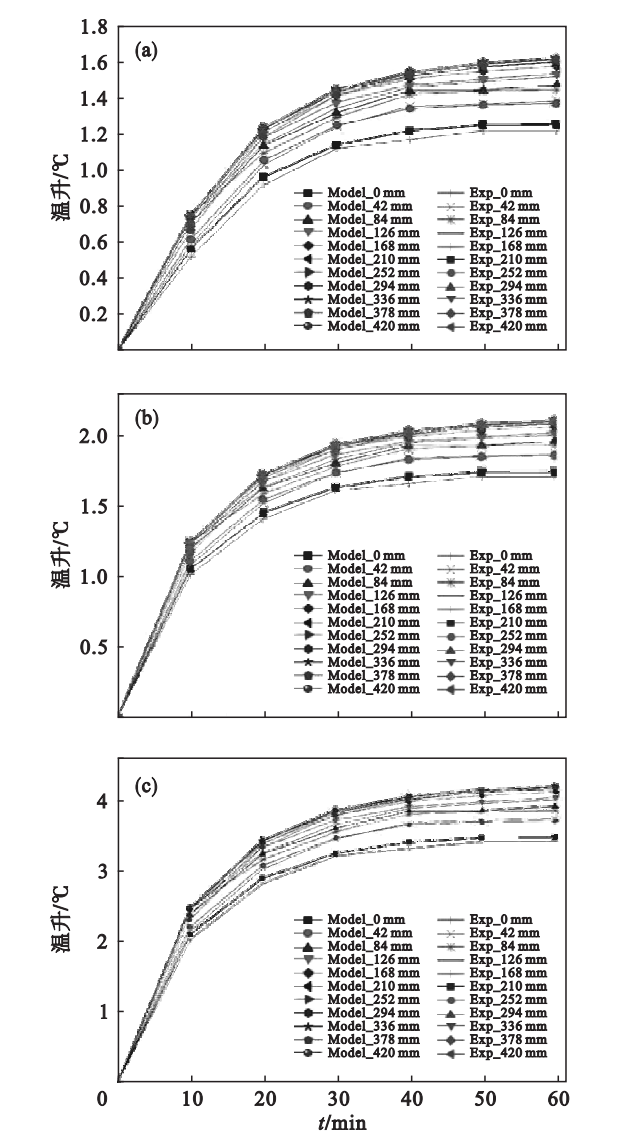 (a)
1.8
1.6
1.4
1.2
1.0
0.8
0.6
0.4
0.2
温升/℃
Model_0 mm Exp_0 mm
Model_42 mm Exp_42 mm
Model_84 mm Exp_84 mm
Model_126 mm Exp_126 mm
Model_168 mm Exp_168 mm
Model_210 mm Exp_210 mm
Model_252 mm Exp_252 mm
Model_294 mm Exp_294 mm
Model_336 mm Exp_336 mm
Model_378 mm Exp_378 mm
Model_420 mm Exp_420 mm
(b)
2.0
1.5
1.0
0.5
温升/℃
Model_0 mm Exp_0 mm
Model_42 mm Exp_42 mm
Model_84 mm Exp_84 mm
Model_126 mm Exp_126 mm
Model_168 mm Exp_168 mm
Model_210 mm Exp_210 mm
Model_252 mm Exp_252 mm
Model_294 mm Exp_294 mm
Model_336 mm Exp_336 mm
Model_378 mm Exp_378 mm
Model_420 mm Exp_420 mm
(c)
4
3
2
1
温升/℃
Model_0 mm Exp_0 mm
Model_42 mm Exp_42 mm
Model_84 mm Exp_84 mm
Model_126 mm Exp_126 mm
Model_168 mm Exp_168 mm
Model_210 mm Exp_210 mm
Model_252 mm Exp_252 mm
Model_294 mm Exp_294 mm
Model_336 mm Exp_336 mm
Model_378 mm Exp_378 mm
Model_420 mm Exp_420 mm
0 10 20 30 40 50 60
t/min